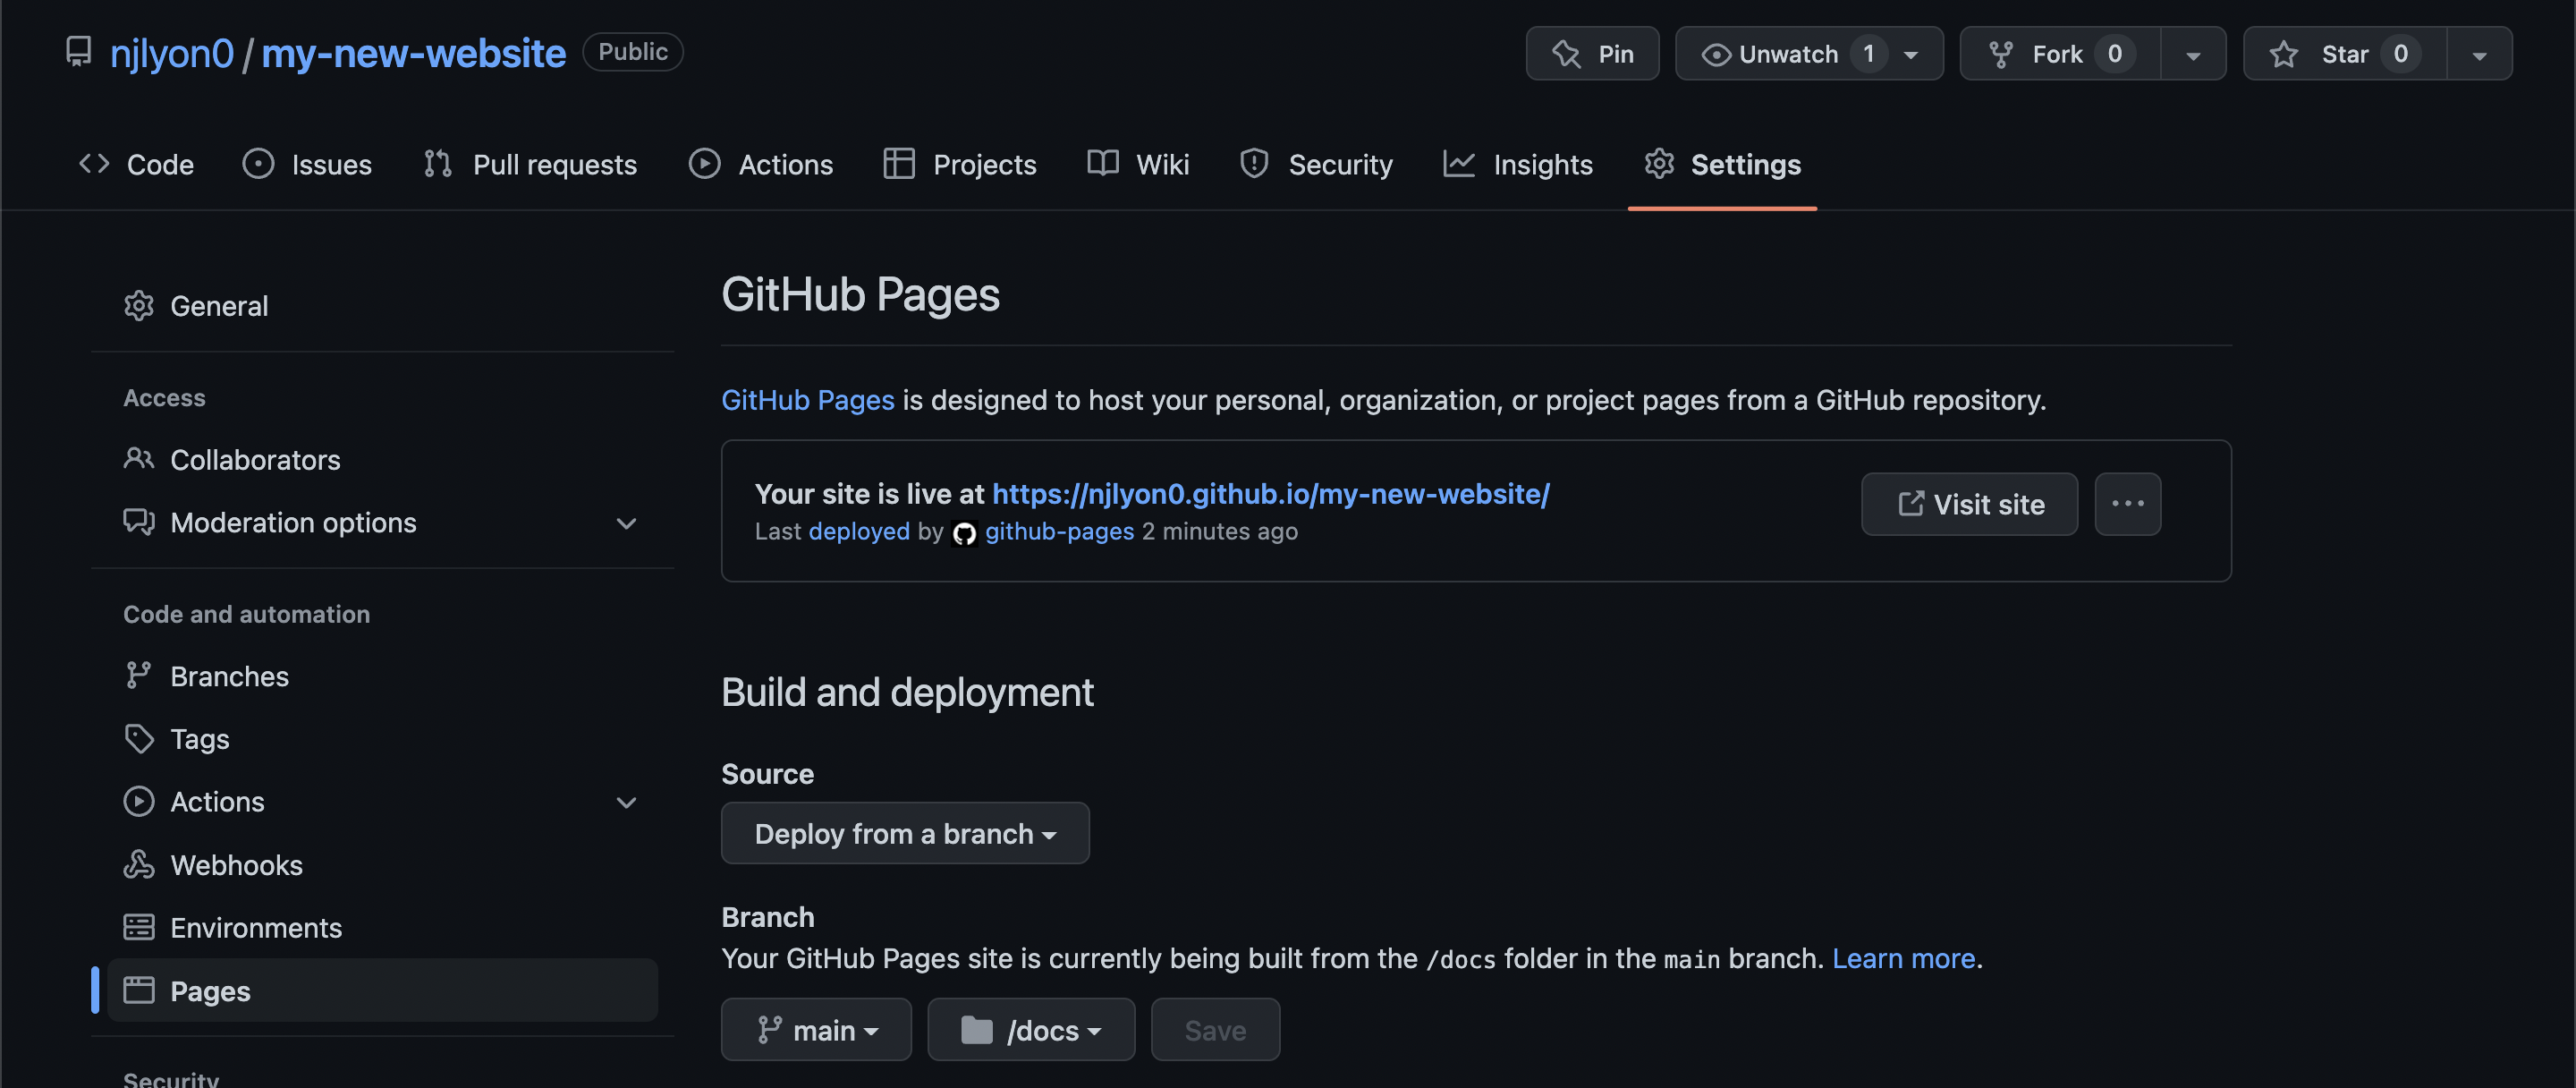 njlyon0 / my-new-website Public
Pin Unwatch 1 Fork 0 Star 0
Code Issues Pull requests Actions Projects Wiki Security Insights Settings
General
Access
Collaborators
Moderation options
Code and automation
Branches
Tags
Actions
Webhooks
Environments
Pages
Security
GitHub Pages
GitHub Pages is designed to host your personal, organization, or project pages from a GitHub repository.
Your site is live at https://njlyon0.github.io/my-new-website/
Last deployed by github-pages 2 minutes ago
Visit site
Build and deployment
Source
Deploy from a branch
Branch
Your GitHub Pages site is currently being built from the /docs folder in the main branch. Learn more.
main /docs Save